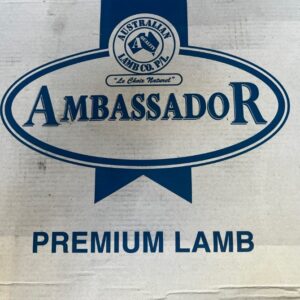 AUSTRALIAN
LAMB CO. P/L.
"Le Choix Naturel"
AMBASSADOR
PREMIUM LAMB